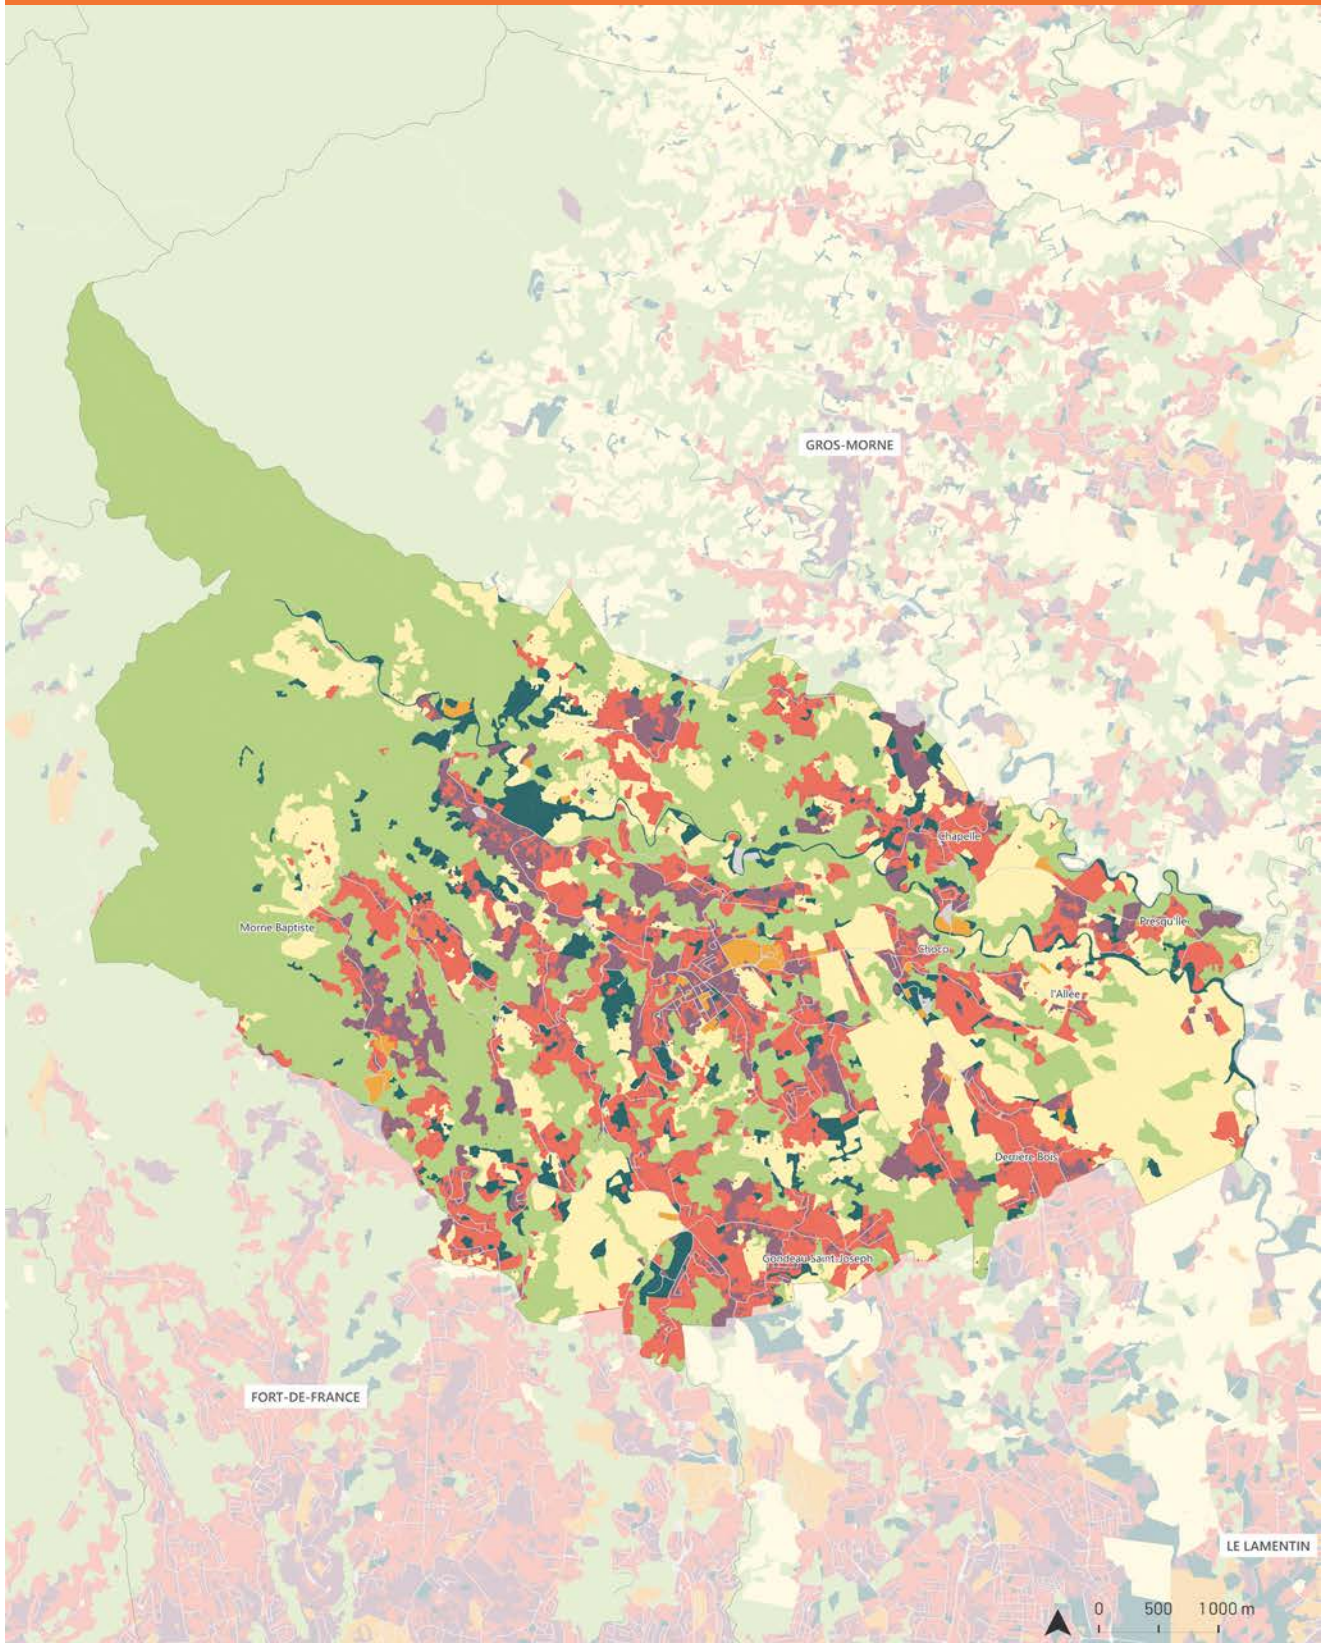 GROS-MORNE
Chapelle
Presqu'île
Morne Baptiste
Choco
l'Allée
Derrière Bois
Gondeau Saint-Joseph
FORT-DE-FRANCE
LE LAMENTIN
0 500 1000 m